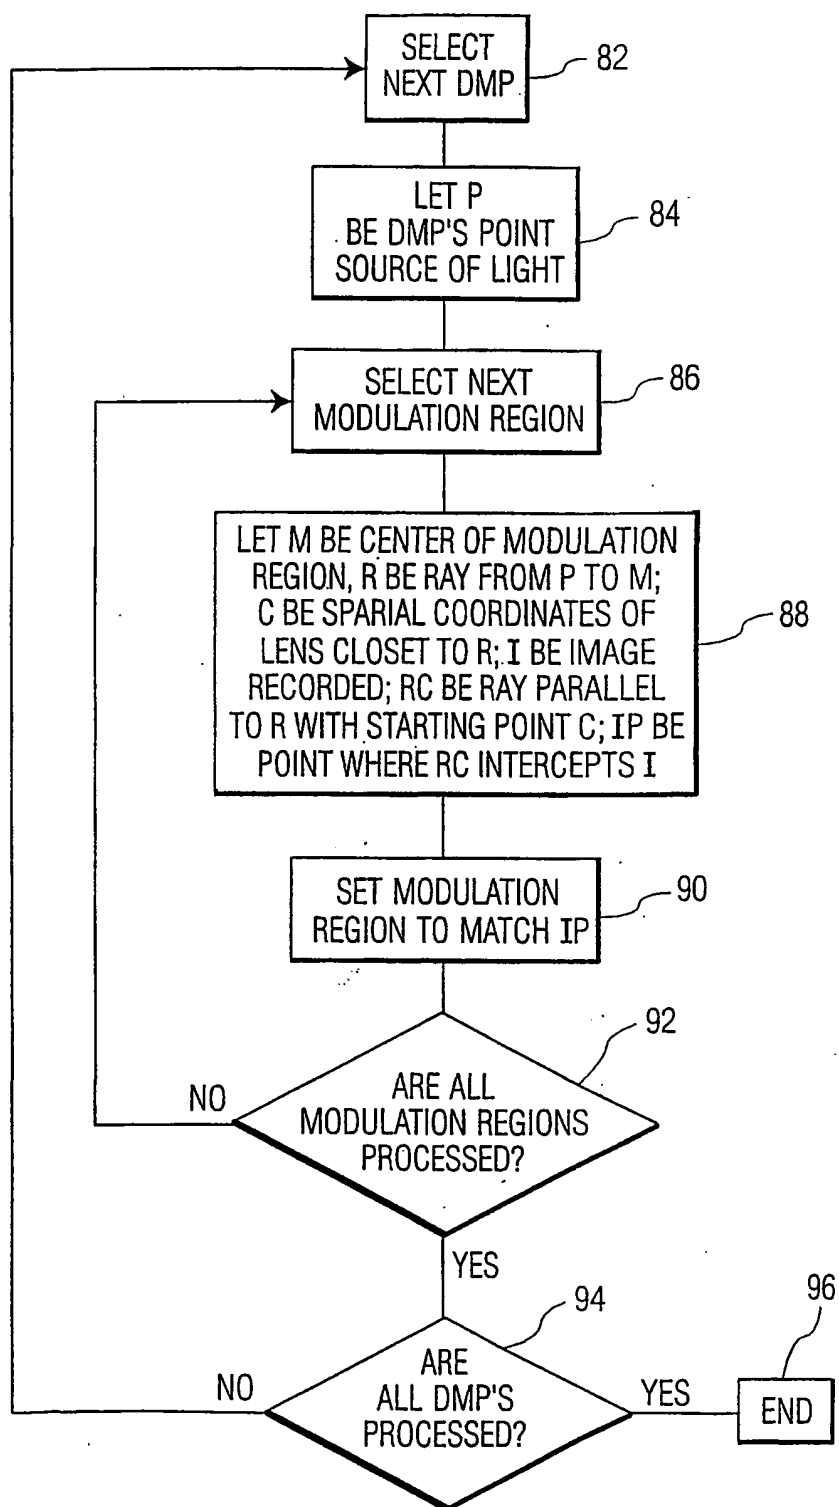 SELECT
NEXT DMP
82
LET P
BE DMP'S POINT
SOURCE OF LIGHT
84
SELECT NEXT
MODULATION REGION
86
LET M BE CENTER OF MODULATION
REGION, R BE RAY FROM P TO M;
C BE SPARIAL COORDINATES OF
LENS CLOSET TO R; I BE IMAGE
RECORDED; RC BE RAY PARALLEL
TO R WITH STARTING POINT C; IP BE
POINT WHERE RC INTERCEPTS I
88
SET MODULATION
REGION TO MATCH IP
90
92
NO
ARE ALL
MODULATION REGIONS
PROCESSED?
YES
94
96
NO
ARE
ALL DMP'S
PROCESSED?
YES
END